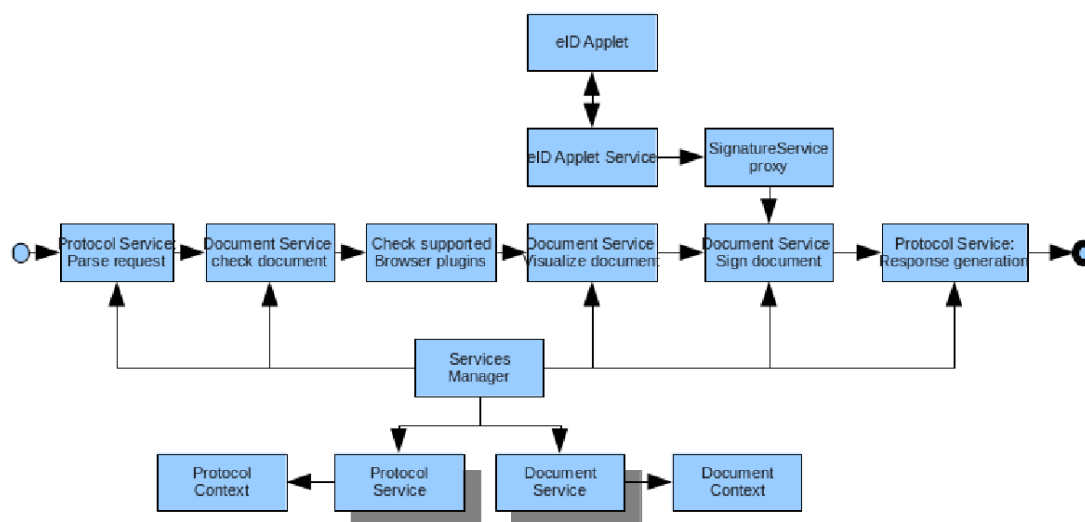 eID Applet
eID Applet Service
SignatureService
proxy
Protocol Service:
Parse request
Document Service
check document
Check supported
Browser plugins
Document Service
Visualize document
Document Service
Sign document
Protocol Service:
Response generation
Services
Manager
Protocol
Context
Protocol
Service
Document
Service
Document
Context